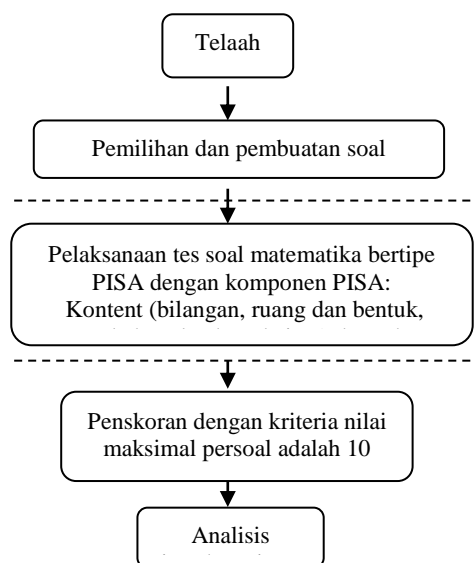 Telaah
Pemilihan dan pembuatan soal
Pelaksanaan tes soal matematika bertipe
PISA dengan komponen PISA:
Kontent (bilangan, ruang dan bentuk,
Penskoran dengan kriteria nilai
maksimal persoal adalah 10
Analisis